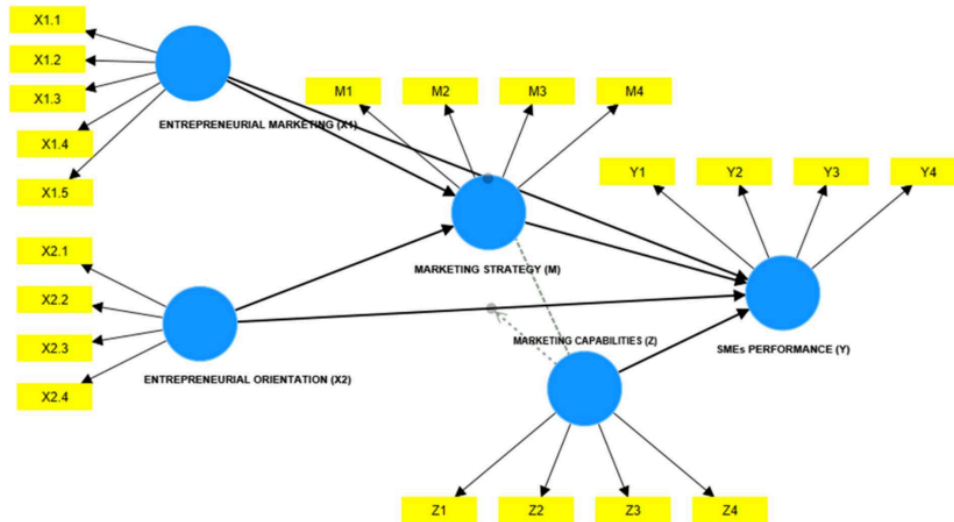 X1.1
X1.2
X1.3
X1.4
X1.5
ENTREPRENEURIAL MARKETING (X1)
M1
M2
M3
M4
MARKETING STRATEGY (M)
Y1
Y2
Y3
Y4
SMEs PERFORMANCE (Y)
X2.1
X2.2
X2.3
X2.4
ENTREPRENEURIAL ORIENTATION (X2)
MARKETING CAPABILITIES (Z)
Z1
Z2
Z3
Z4